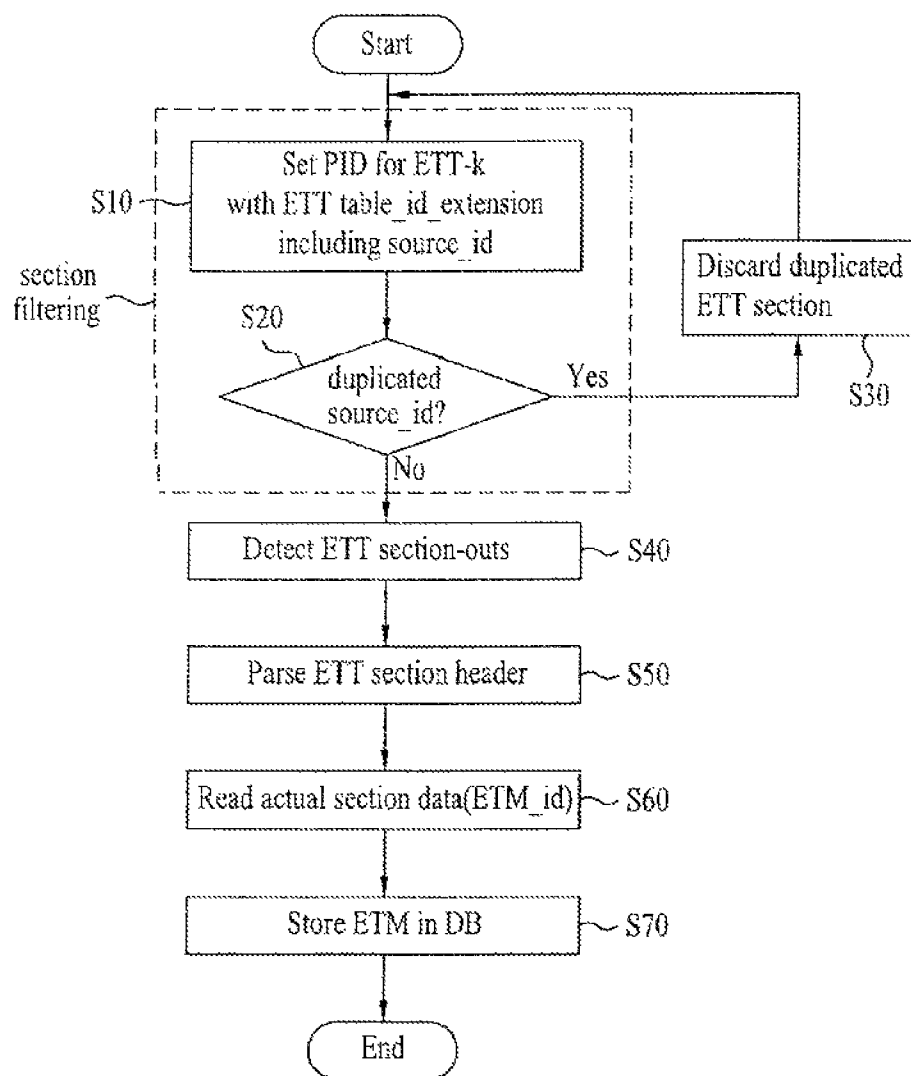 Start
Set PID for ETT-k
with ETT table_id_extension
including source_id
S10
section
filtering
S20
duplicated
source_id?
Yes
No
Discard duplicated
ETT section
S30
Detect ETT section-outs
S40
Parse ETT section header
S50
Read actual section data(ETM_id)
S60
Store ETM in DB
S70
End